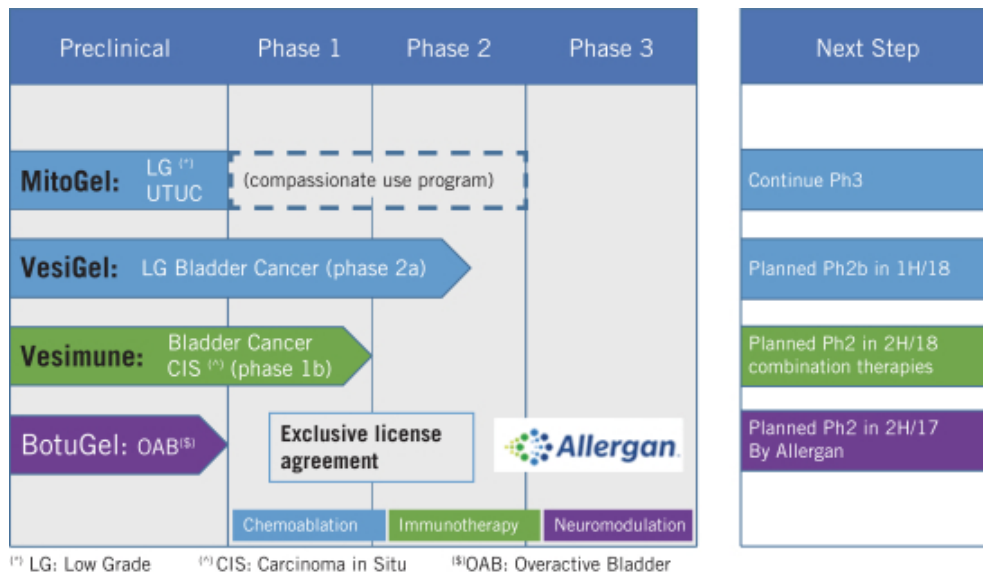 Preclinical Phase 1 Phase 2 Phase 3 Next Step
MitoGel: LG (*)
UTUC
(compassionate use program)
Continue Ph3
VesiGel: LG Bladder Cancer (phase 2a)
Planned Ph2b in 1H/18
Vesimune: Bladder Cancer
CIS (^) (phase 1b)
Planned Ph2 in 2H/18
combination therapies
BotuGel: OAB($)
Exclusive license
agreement
Allergan.
Planned Ph2 in 2H/17
By Allergan
Chemoablation Immunotherapy Neuromodulation
(*) LG: Low Grade (^) CIS: Carcinoma in Situ ($)OAB: Overactive Bladder